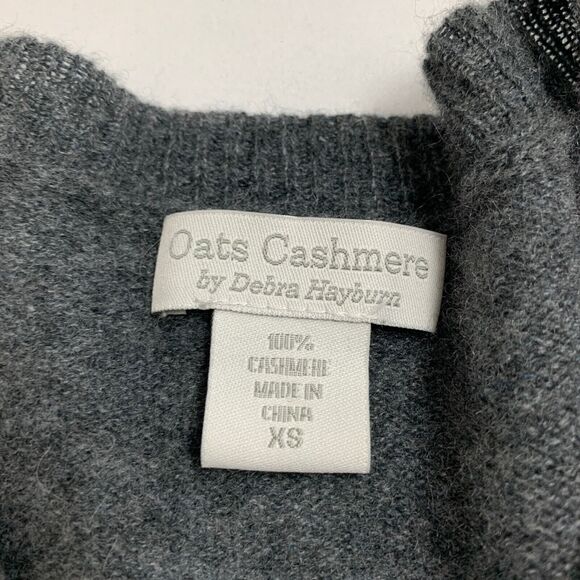 Oats Cashmere
by Debra Hayburn
100%
CASHMERE
MADE IN
CHINA
XS